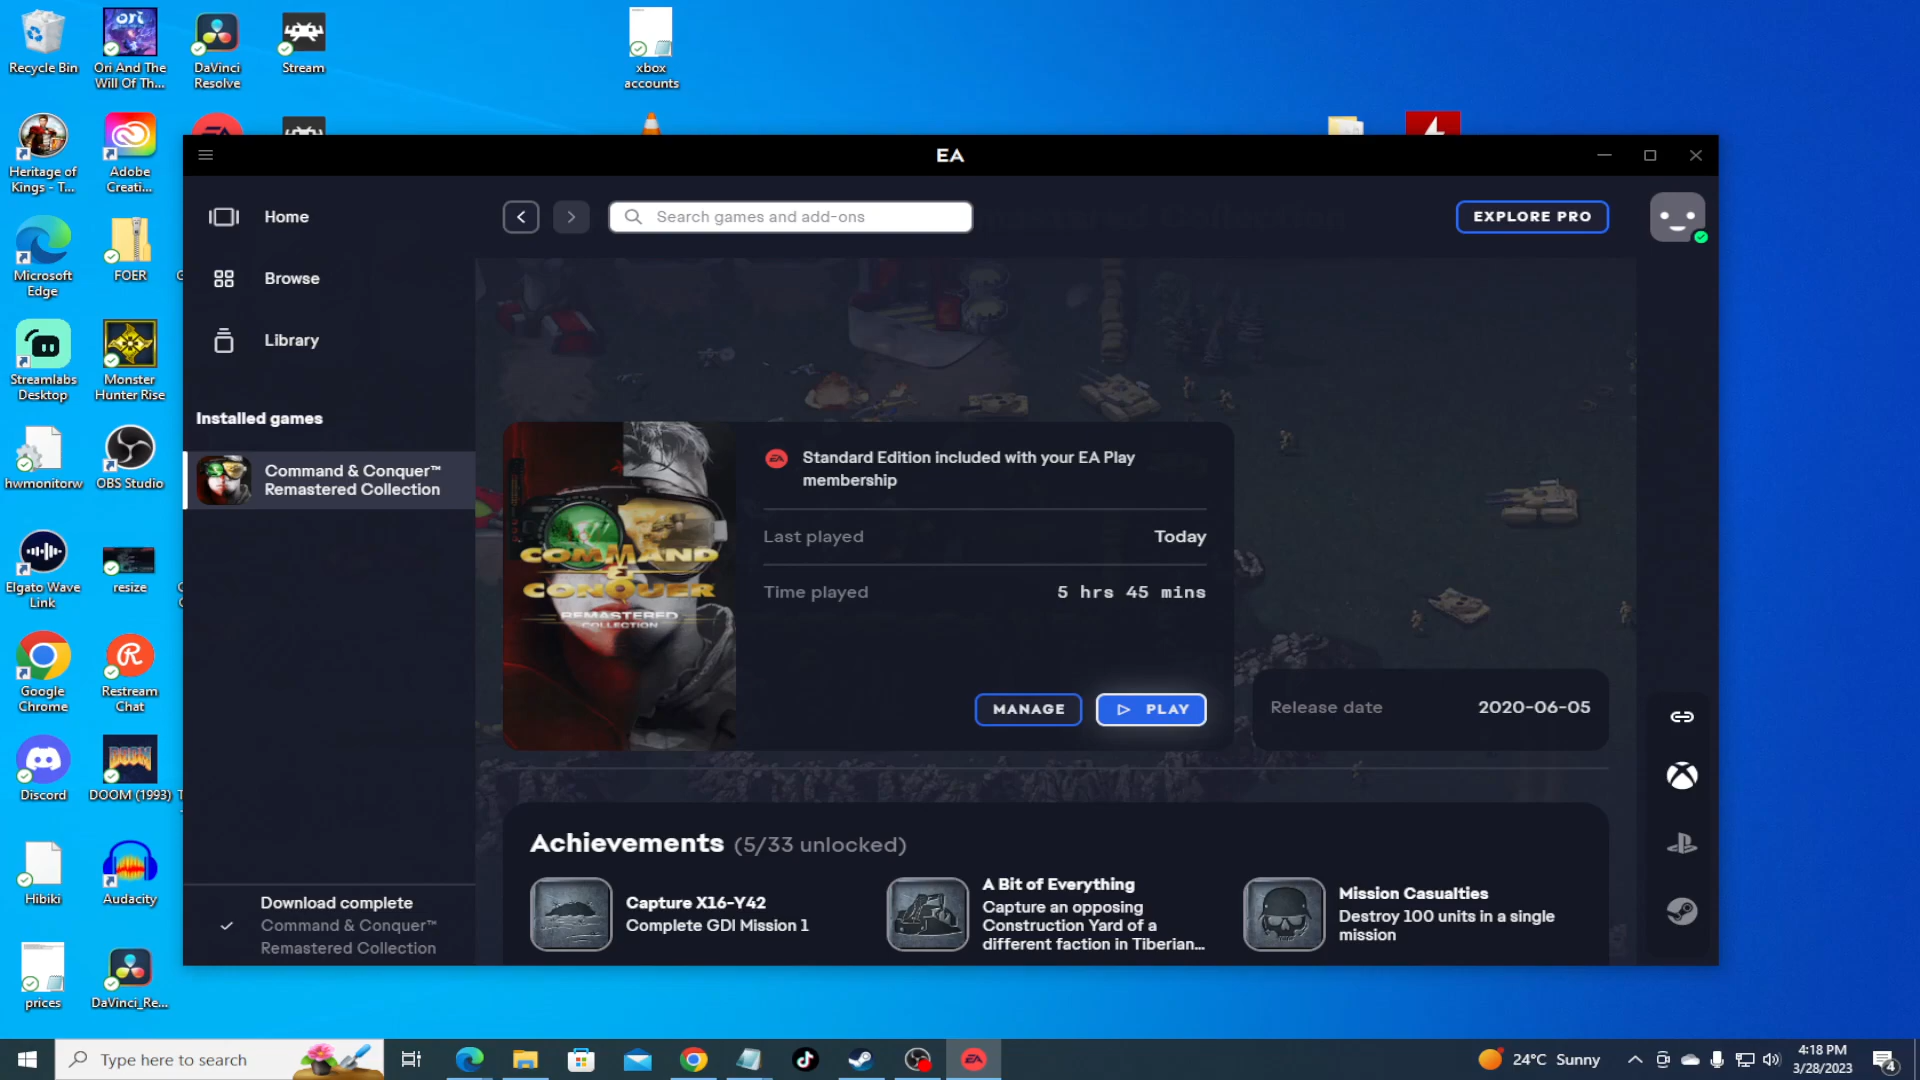 Recycle Bin
Ori And The
Will Of Th...
DaVinci
Resolve
Stream
xbox
accounts
Heritage of
Kings - T...
Adobe
Creati...
Microsoft
Edge
FOER
Streamlabs
Desktop
Monster
Hunter Rise
hwmonitorw
OBS Studio
Elgato Wave
Link
resize
Google
Chrome
Restream
Chat
Discord
DOOM (1993)
Hibiki
Audacity
prices
DaVinci_Re...
EA
Home
Browse
Library
Installed games
Command & Conquer™
Remastered Collection
Download complete
Command & Conquer™
Remastered Collection
Search games and add-ons
EXPLORE PRO
COMMAND
&
CONQUER
REMASTERED
COLLECTION
Standard Edition included with your EA Play
membership
Last played
Today
Time played
5 hrs 45 mins
MANAGE
PLAY
Release date
2020-06-05
Achievements (5/33 unlocked)
Capture X16-Y42
Complete GDI Mission 1
A Bit of Everything
Capture an opposing
Construction Yard of a
different faction in Tiberian...
Mission Casualties
Destroy 100 units in a single
mission
Type here to search
24°C Sunny
4:18 PM
3/28/2023
4